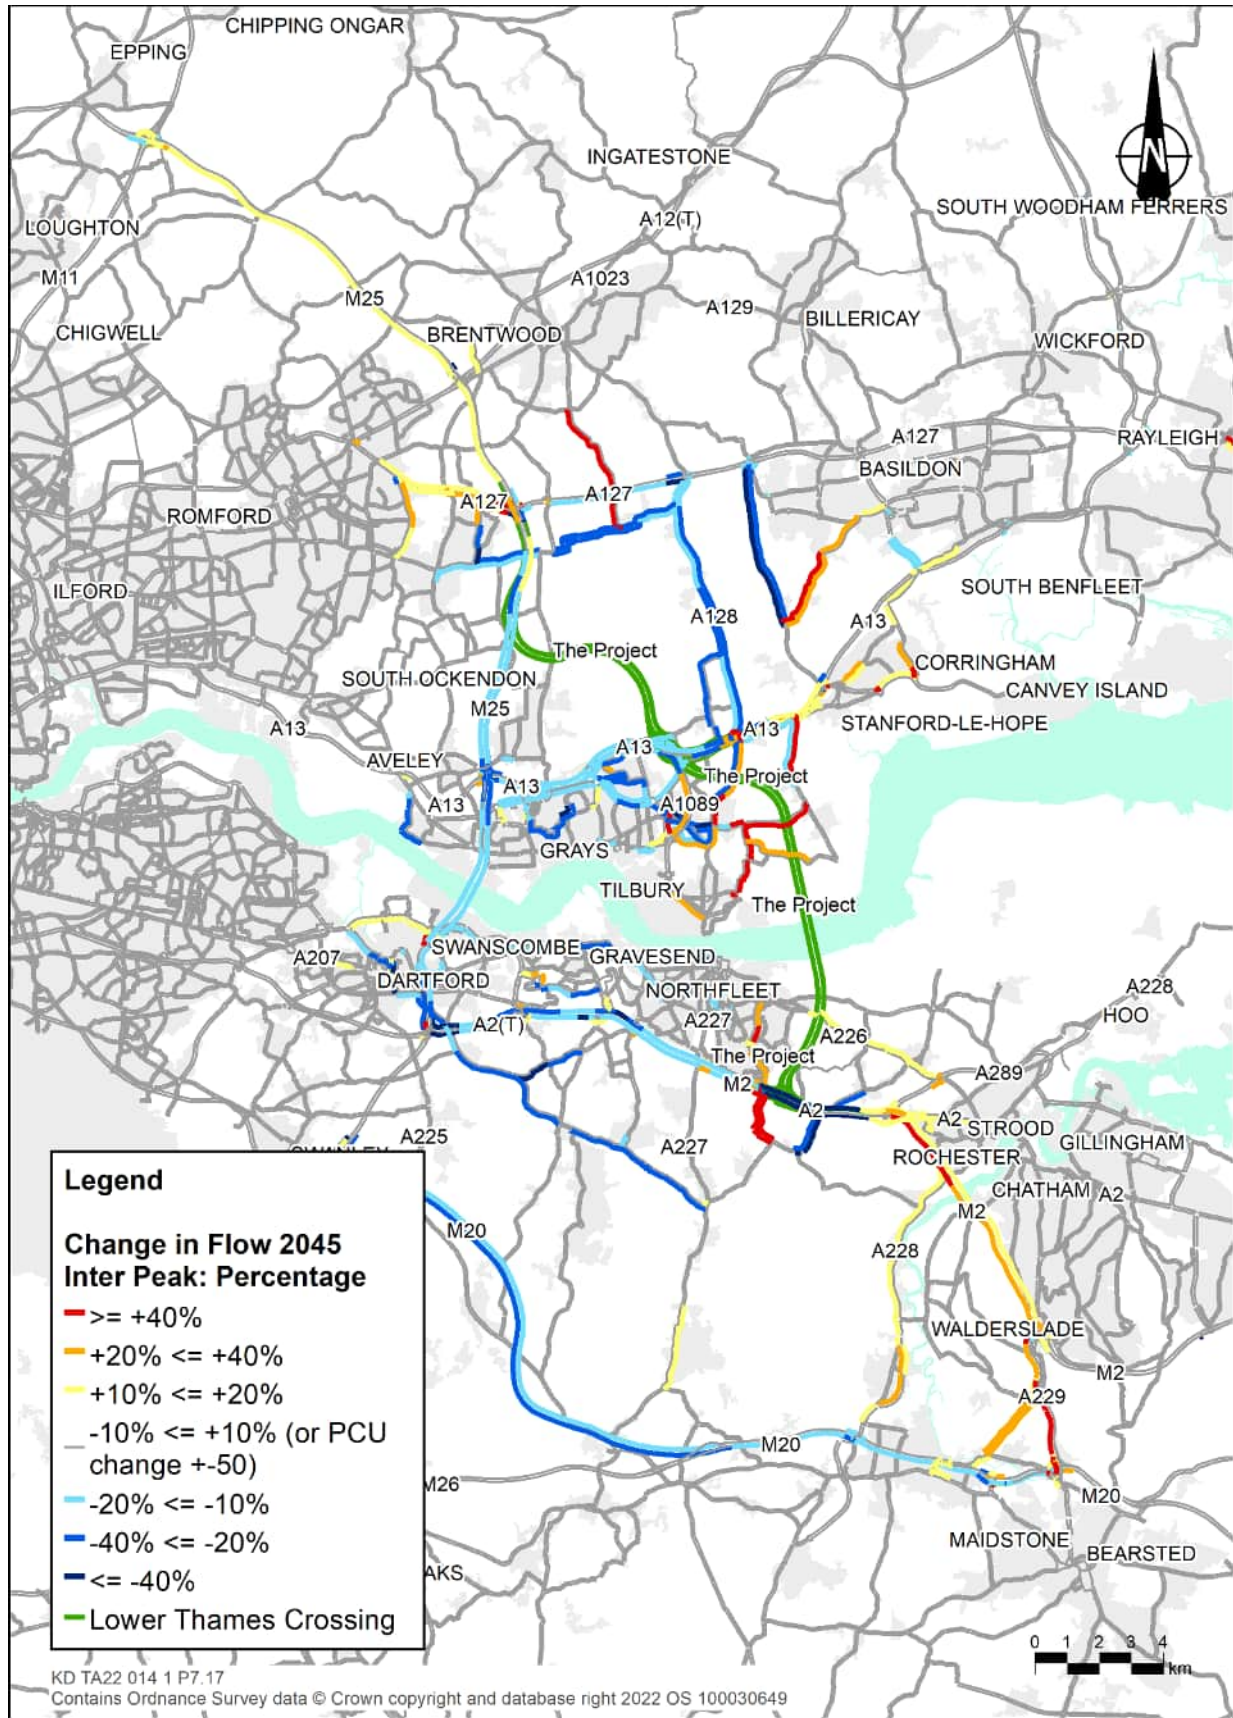 CHIPPING ONGAR
EPPING
N
INGATESTONE
SOUTH WOODHAM FERRERS
A12(T)
LOUGHTON
M11
A1023
M25
A129
BILLERICAY
CHIGWELL
BRENTWOOD
WICKFORD
A127
RAYLEIGH
BASILDON
A127
A127
ROMFORD
ILFORD
SOUTH BENFLEET
A128
A13
The Project
CORRINGHAM
SOUTH OCKENDON
CANVEY ISLAND
M25
STANFORD-LE-HOPE
A13
A13
A13
AVELEY
The Project
A13
A13
A1089
GRAYS
TILBURY
The Project
SWANSCOMBE
A207
GRAVESEND
DARTFORD
NORTHFLEET
A228
HOO
A2(T)
A227
A226
The Project
A289
M2
A2
A2
STROOD
A225
GILLINGHAM
A227
ROCHESTER
CHATHAM
A2
M2
M20
A228
WALDERSLADE
M2
A229
M20
M26
M20
MAIDSTONE
BEARSTED
AKS
Legend
Change in Flow 2045
Inter Peak: Percentage
>= +40%
+20% <= +40%
+10% <= +20%
-10% <= +10% (or PCU
change +-50)
-20% <= -10%
-40% <= -20%
<= -40%
Lower Thames Crossing
0 1 2 3 4
km
KD TA22 014 1 P7.17
Contains Ordnance Survey data © Crown copyright and database right 2022 OS 100030649